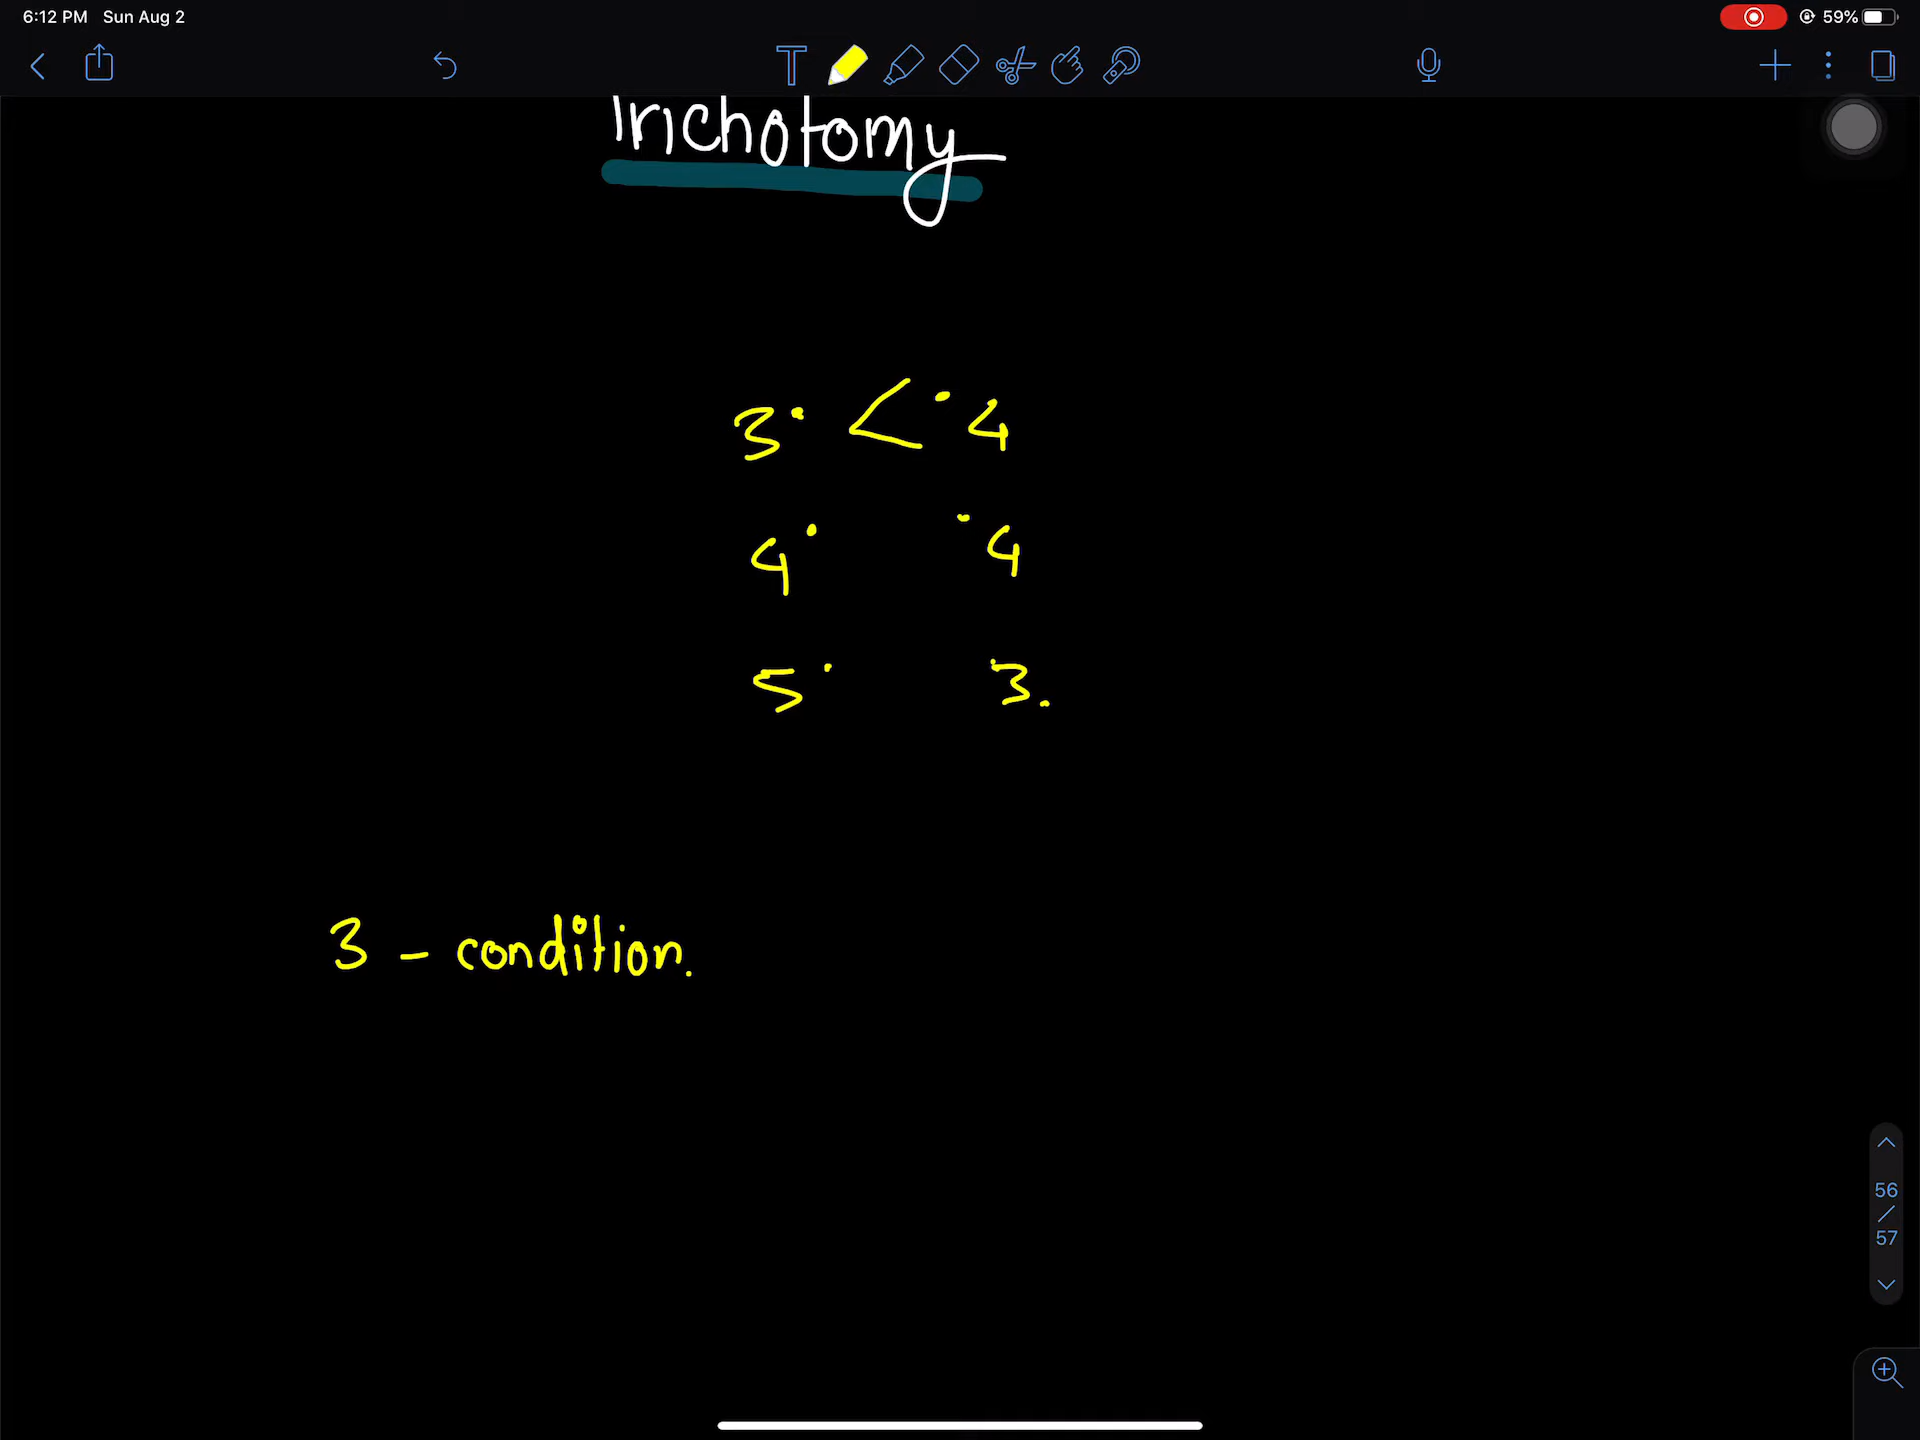 6:12 PM Sun Aug 2
59%
Trichotomy
3 < 4
4 4
5 3.
3 - condition.
56
/
57